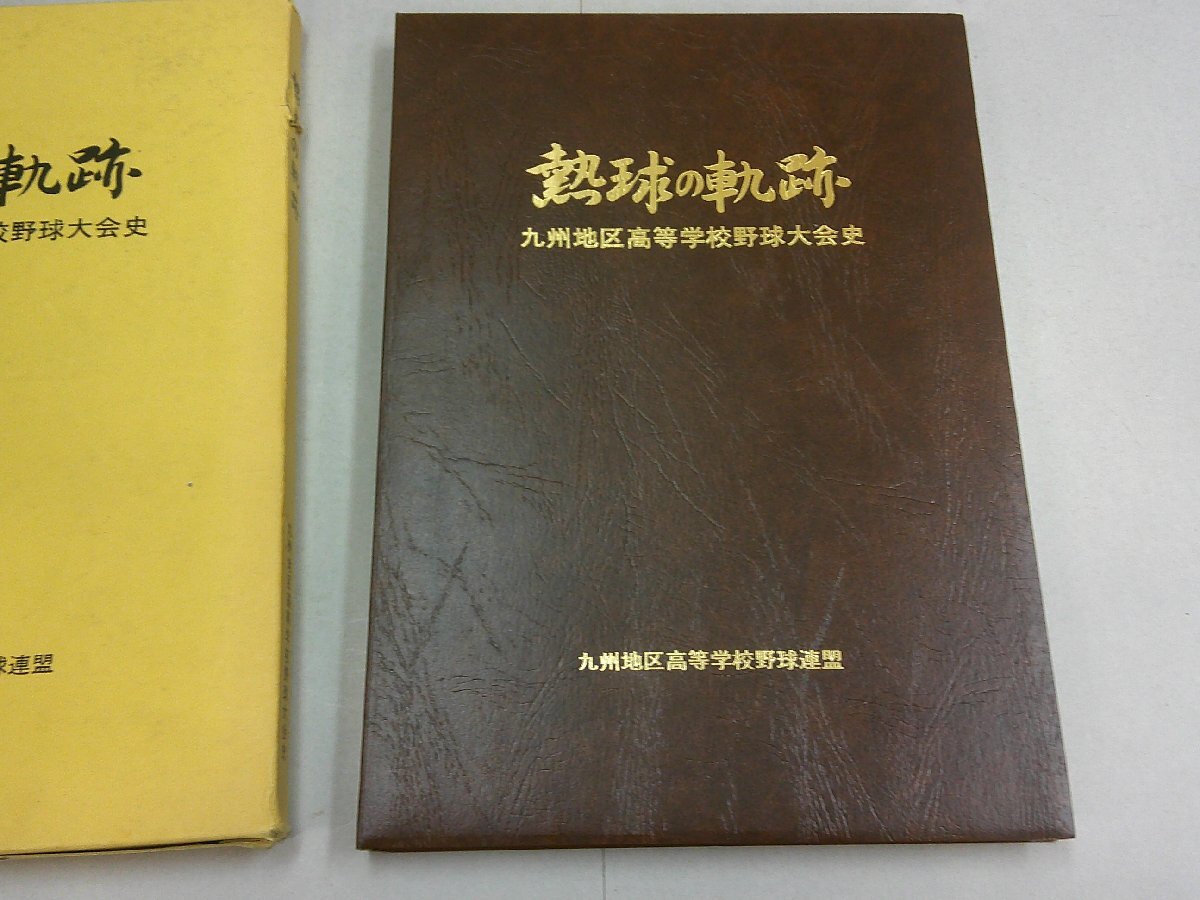 軌跡
校野球大会史
球連盟
熱球の軌跡
九州地区高等学校野球大会史
九州地区高等学校野球連盟